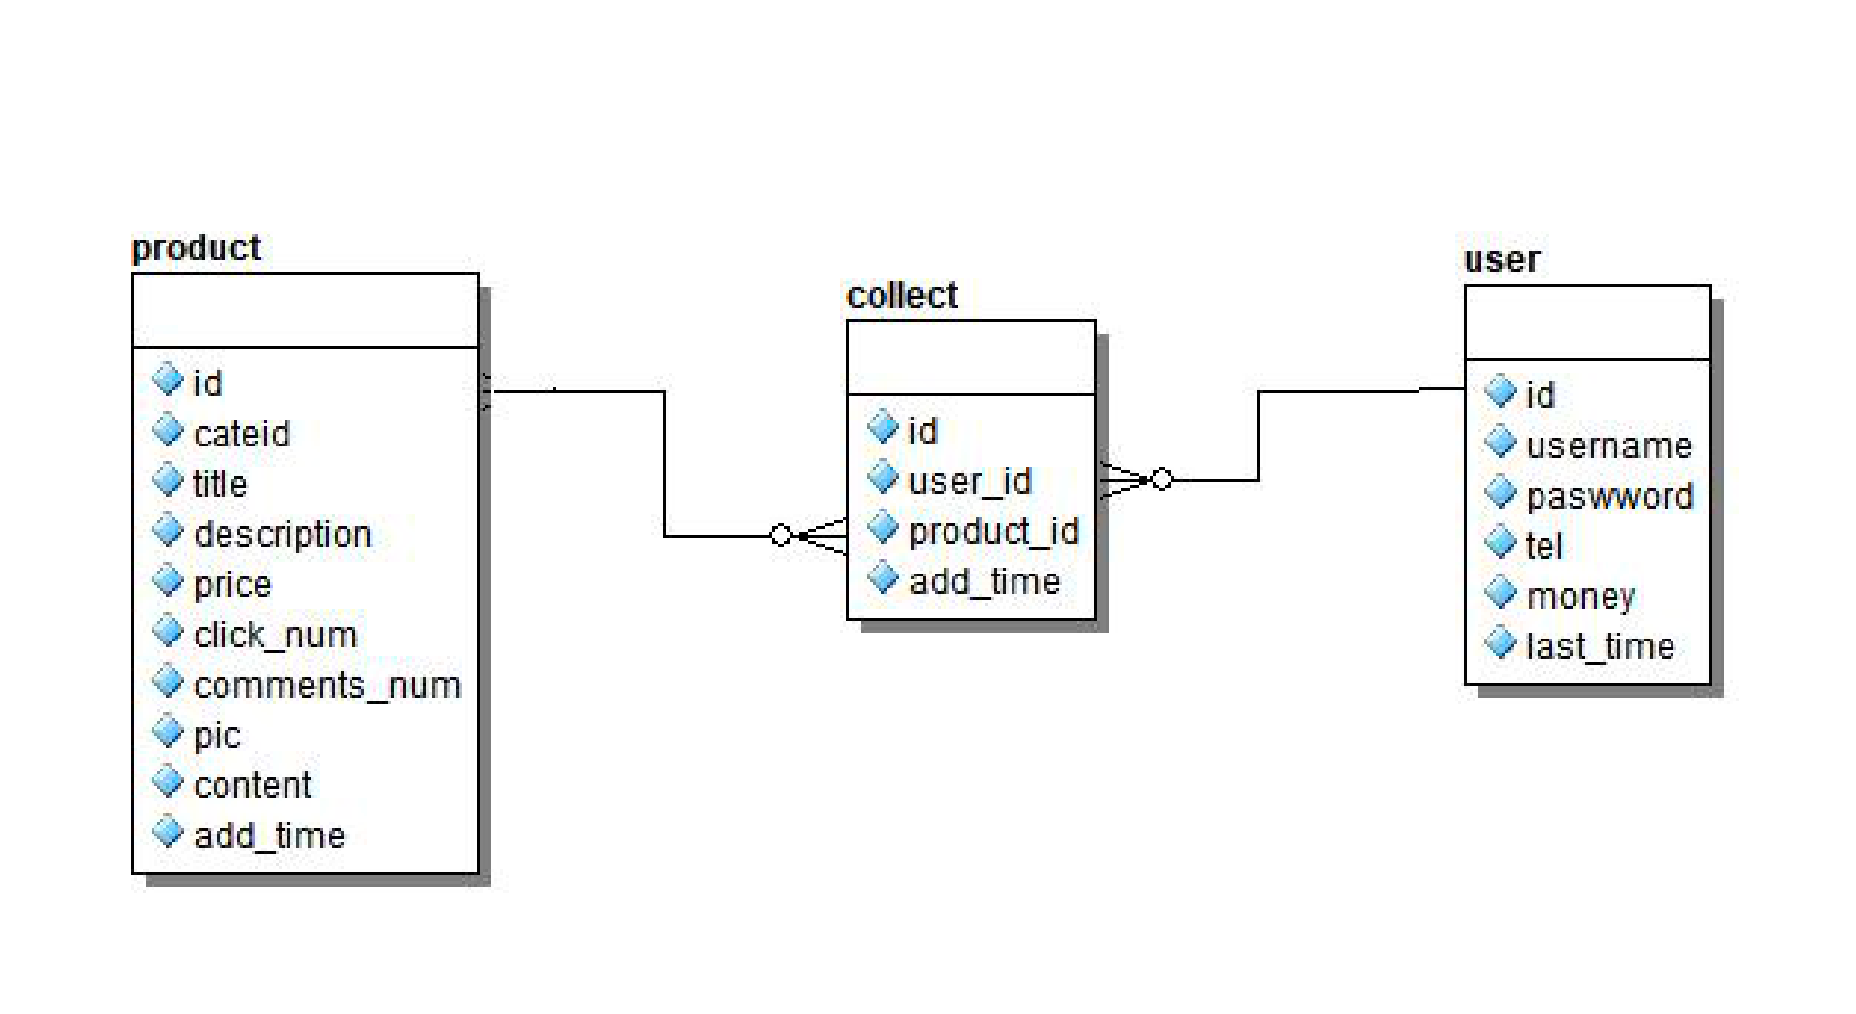 product
id
cateid
title
description
price
click_num
comments_num
pic
content
add_time
collect
id
user_id
product_id
add_time
user
id
username
paswword
tel
money
last_time